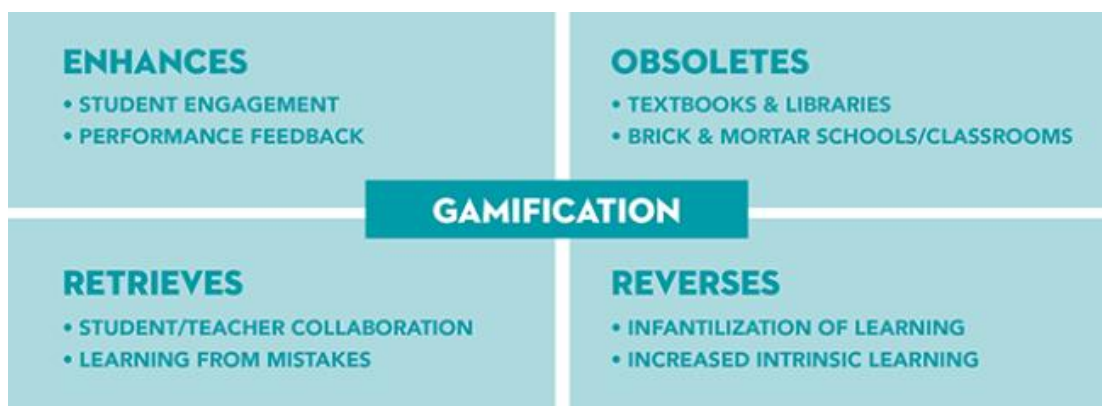 ENHANCES
• STUDENT ENGAGEMENT
• PERFORMANCE FEEDBACK
OBSOLETES
• TEXTBOOKS & LIBRARIES
• BRICK & MORTAR SCHOOLS/CLASSROOMS
GAMIFICATION
RETRIEVES
• STUDENT/TEACHER COLLABORATION
• LEARNING FROM MISTAKES
REVERSES
• INFANTILIZATION OF LEARNING
• INCREASED INTRINSIC LEARNING